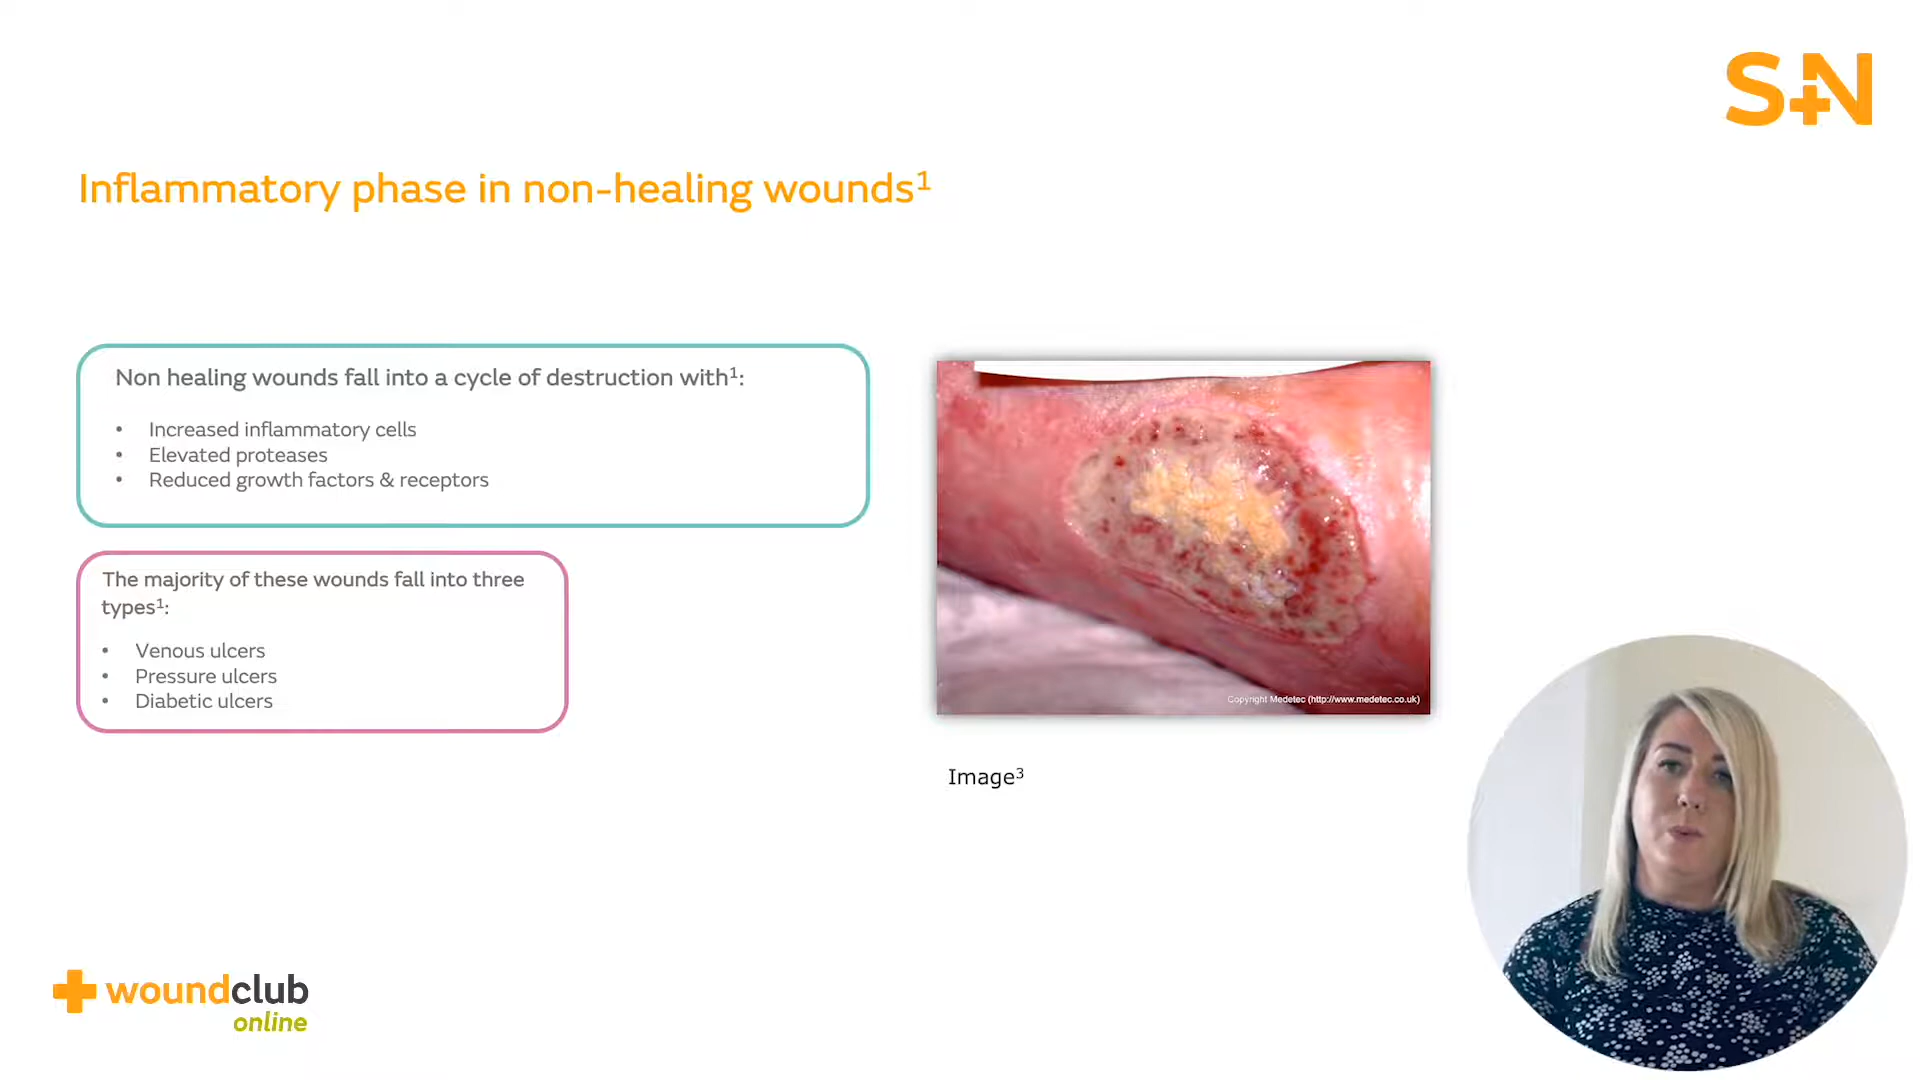 S+N
Inflammatory phase in non-healing wounds¹
Non healing wounds fall into a cycle of destruction with¹:
• Increased inflammatory cells
• Elevated proteases
• Reduced growth factors & receptors
The majority of these wounds fall into three
types¹:
• Venous ulcers
• Pressure ulcers
• Diabetic ulcers
Copyright Medetec (http://www.medetec.co.uk)
Image³
woundclub
online